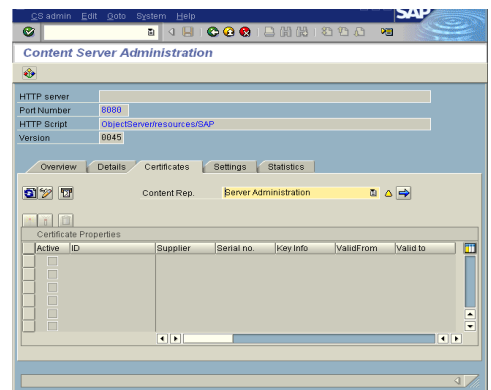 CS admin Edit Goto System Help
SAP
Content Server Administration
HTTP server
Port Number 8080
HTTP Script ObjectServer/resources/SAP
Version 0045
Overview Details Certificates Settings Statistics
Content Rep. Server Administration
Certificate Properties
Active ID Supplier Serial no. Key Info ValidFrom Valid to